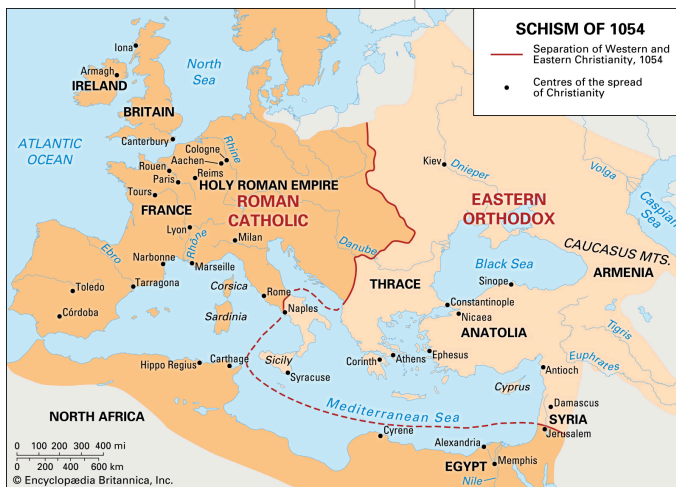 SCHISM OF 1054
Separation of Western and
Eastern Christianity, 1054
Centres of the spread
of Christianity
Iona
North
Sea
Armagh
IRELAND
BRITAIN
ATLANTIC
OCEAN
Canterbury
Cologne
Aachen
Rhine
Rouen
Reims
Paris
HOLY ROMAN EMPIRE
Tours
ROMAN
CATHOLIC
FRANCE
Kiev
Dnieper
Volga
EASTERN
ORTHODOX
Caspian
Sea
Lyon
Milan
Danube
Rhône
Ebro
CAUCASUS MTS.
Narbonne
Marseille
Black Sea
ARMENIA
THRACE
Sinope
Tarragona
Corsica
Rome
Toledo
Naples
Constantinople
Nicaea
Córdoba
Sardinia
ANATOLIA
Tigris
Euphrates
Hippo Regius
Carthage
Sicily
Corinth
Athens
Ephesus
Syracuse
Antioch
Cyprus
Mediterranean Sea
Damascus
SYRIA
NORTH AFRICA
Cyrene
Alexandria
Jerusalem
EGYPT
Memphis
Nile
0 100 200 300 400 mi
0 200 400 600 km
© Encyclopædia Britannica, Inc.